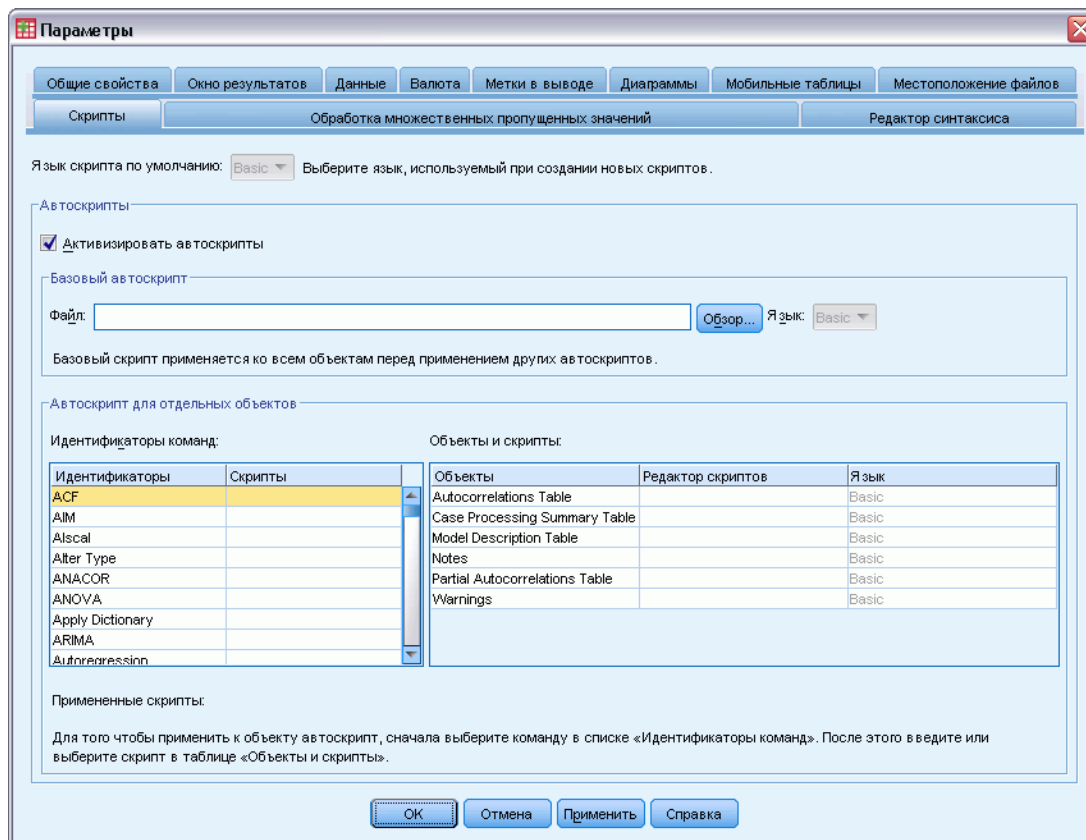 Параметры
Общие свойства Окно результатов Данные Валюта Метки в выводе Диаграммы Мобильные таблицы Местоположение файлов
Скрипты Обработка множественных пропущенных значений Редактор синтаксиса
Язык скрипта по умолчанию: Basic Выберите язык, используемый при создании новых скриптов.
Автоскрипты
Активизировать автоскрипты
Базовый автоскрипт
Файл: Обзор... Язык: Basic
Базовый скрипт применяется ко всем объектам перед применением других автоскриптов.
Автоскрипт для отдельных объектов
Идентификаторы команд: Объекты и скрипты:
Идентификаторы Скрипты Объекты Редактор скриптов Язык
ACF Autocorrelations Table Basic
AIM Case Processing Summary Table Basic
Alscal Model Description Table Basic
Alter Type Notes Basic
ANACOR Partial Autocorrelations Table Basic
ANOVA Warnings Basic
Apply Dictionary
ARIMA
Autoregression
Примененные скрипты:
Для того чтобы применить к объекту автоскрипт, сначала выберите команду в списке «Идентификаторы команд». После этого введите или
выберите скрипт в таблице «Объекты и скрипты».
OK Отмена Применить Справка